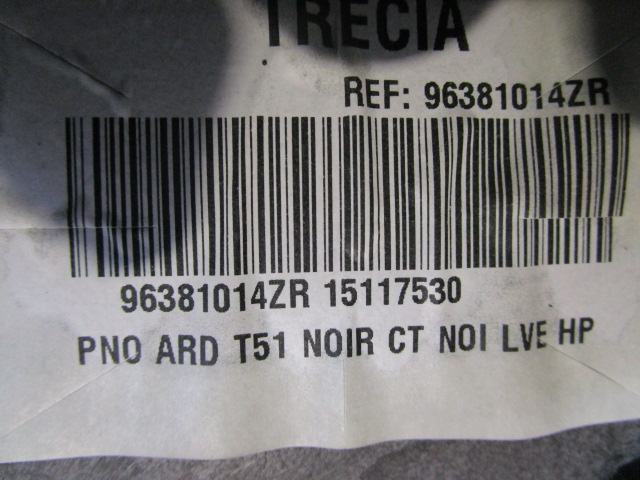 TRECIA
REF: 96381014ZR
96381014ZR 15117530
PNO ARD T51 NOIR CT NOI LVE HP